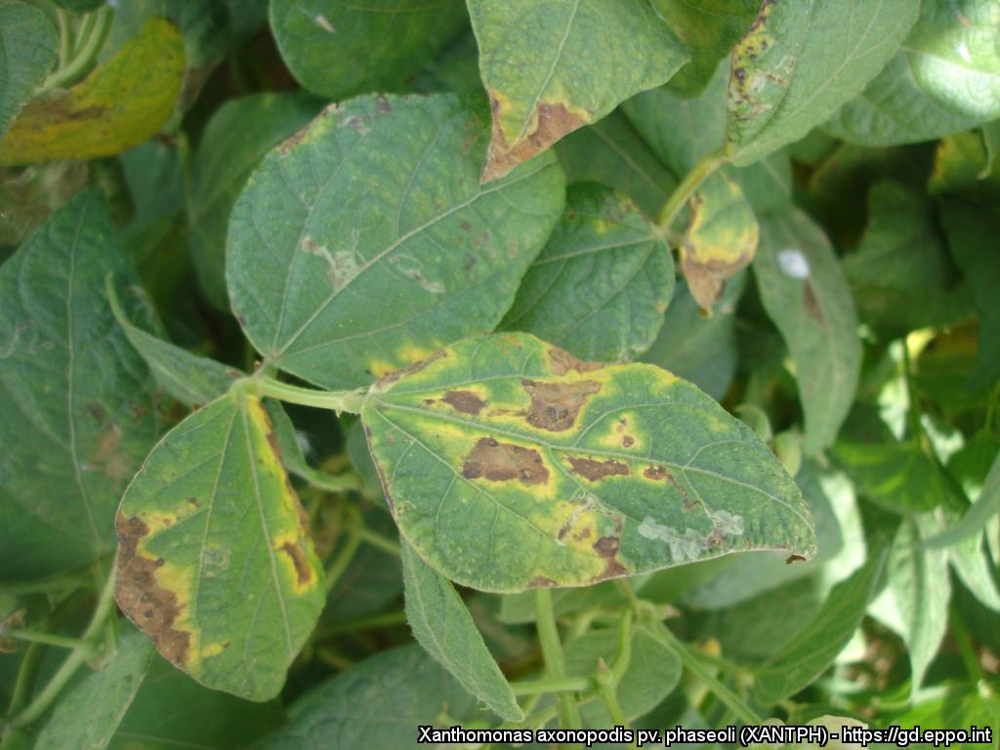 Xanthomonas axonopodis pv. phaseoli (XANTPH) - https://gd.eppo.int